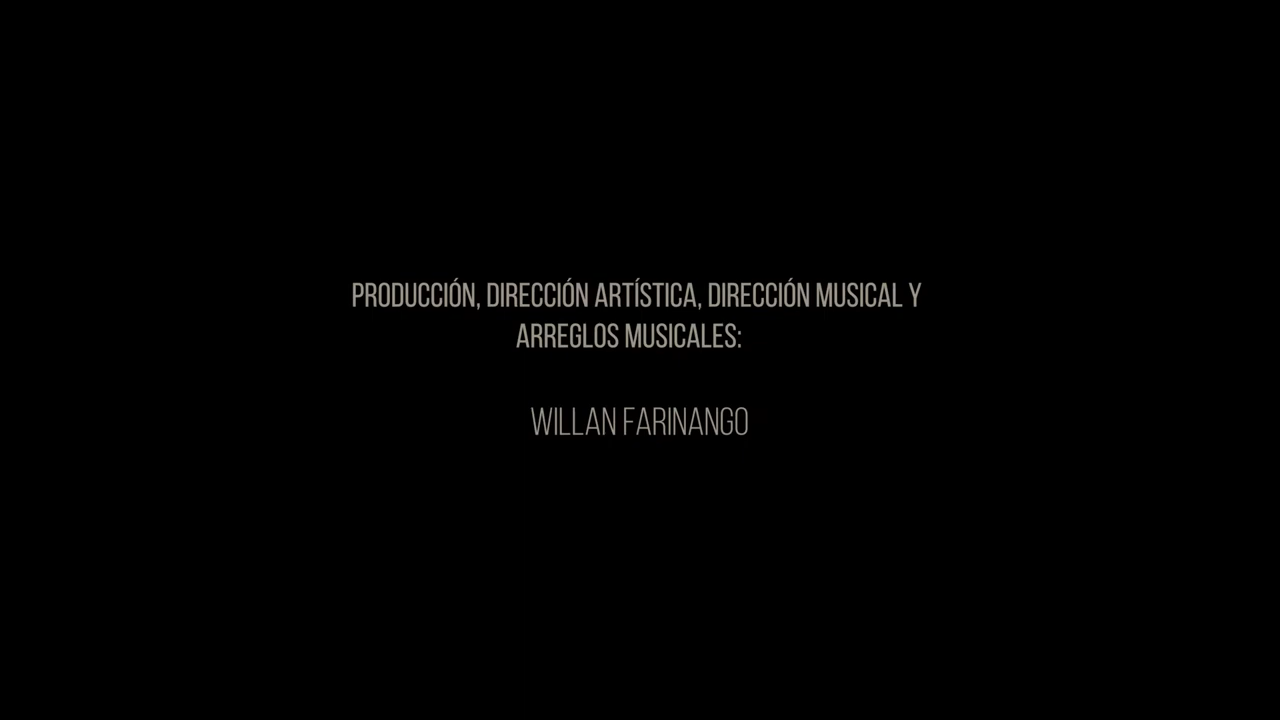 PRODUCCIÓN, DIRECCIÓN ARTÍSTICA, DIRECCIÓN MUSICAL Y
ARREGLOS MUSICALES:
WILLAN FARINANGO